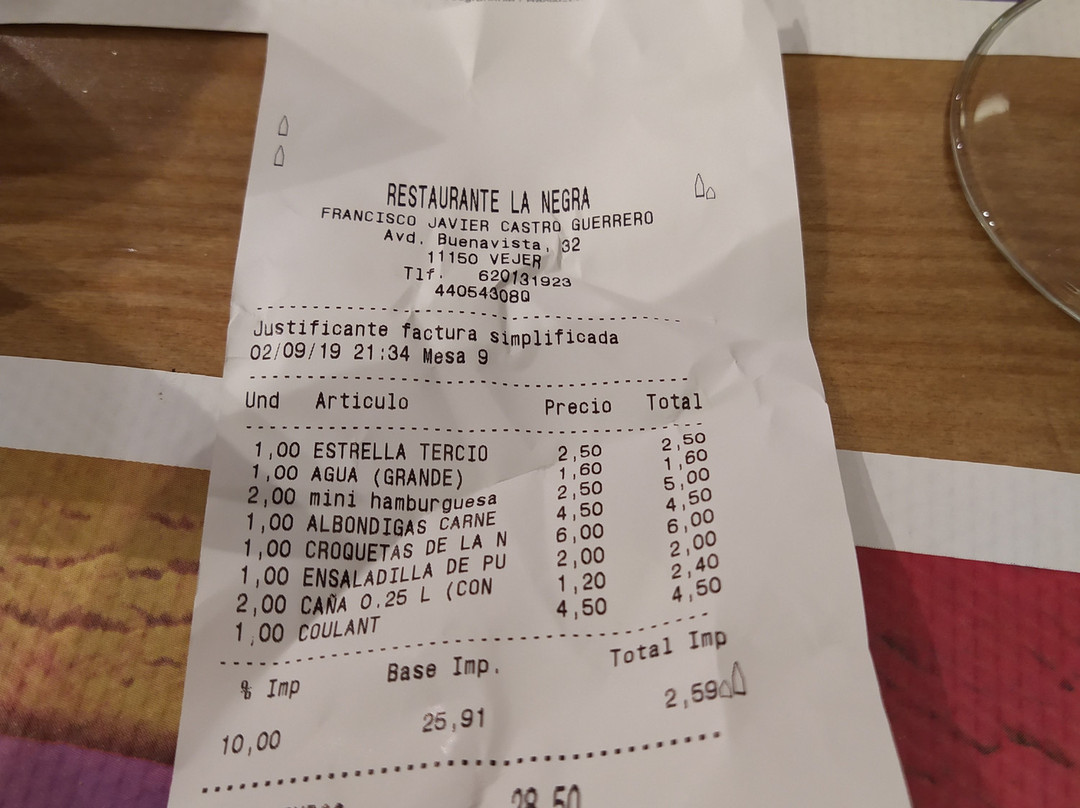 RESTAURANTE LA NEGRA
FRANCISCO JAVIER CASTRO GUERRERO
Avd. Buenavista, 32
11150 VEJER
Tlf. 620131923
44054308Q
Justificante factura simplificada
02/09/19 21:34 Mesa 9
Und Articulo Precio Total
1,00 ESTRELLA TERCIO 2,50 2,50
1,00 AGUA (GRANDE) 1,60 1,60
2,00 mini hamburguesa 2,50 5,00
1,00 ALBONDIGAS CARNE 4,50 4,50
1,00 CROQUETAS DE LA N 6,00 6,00
1,00 ENSALADILLA DE PU 2,00 2,00
2,00 CAÑA 0.25 L (CON 1,20 2,40
1,00 COULANT 4,50 4,50
% Imp Base Imp. Total Imp
10,00 25,91 2,59
28,50